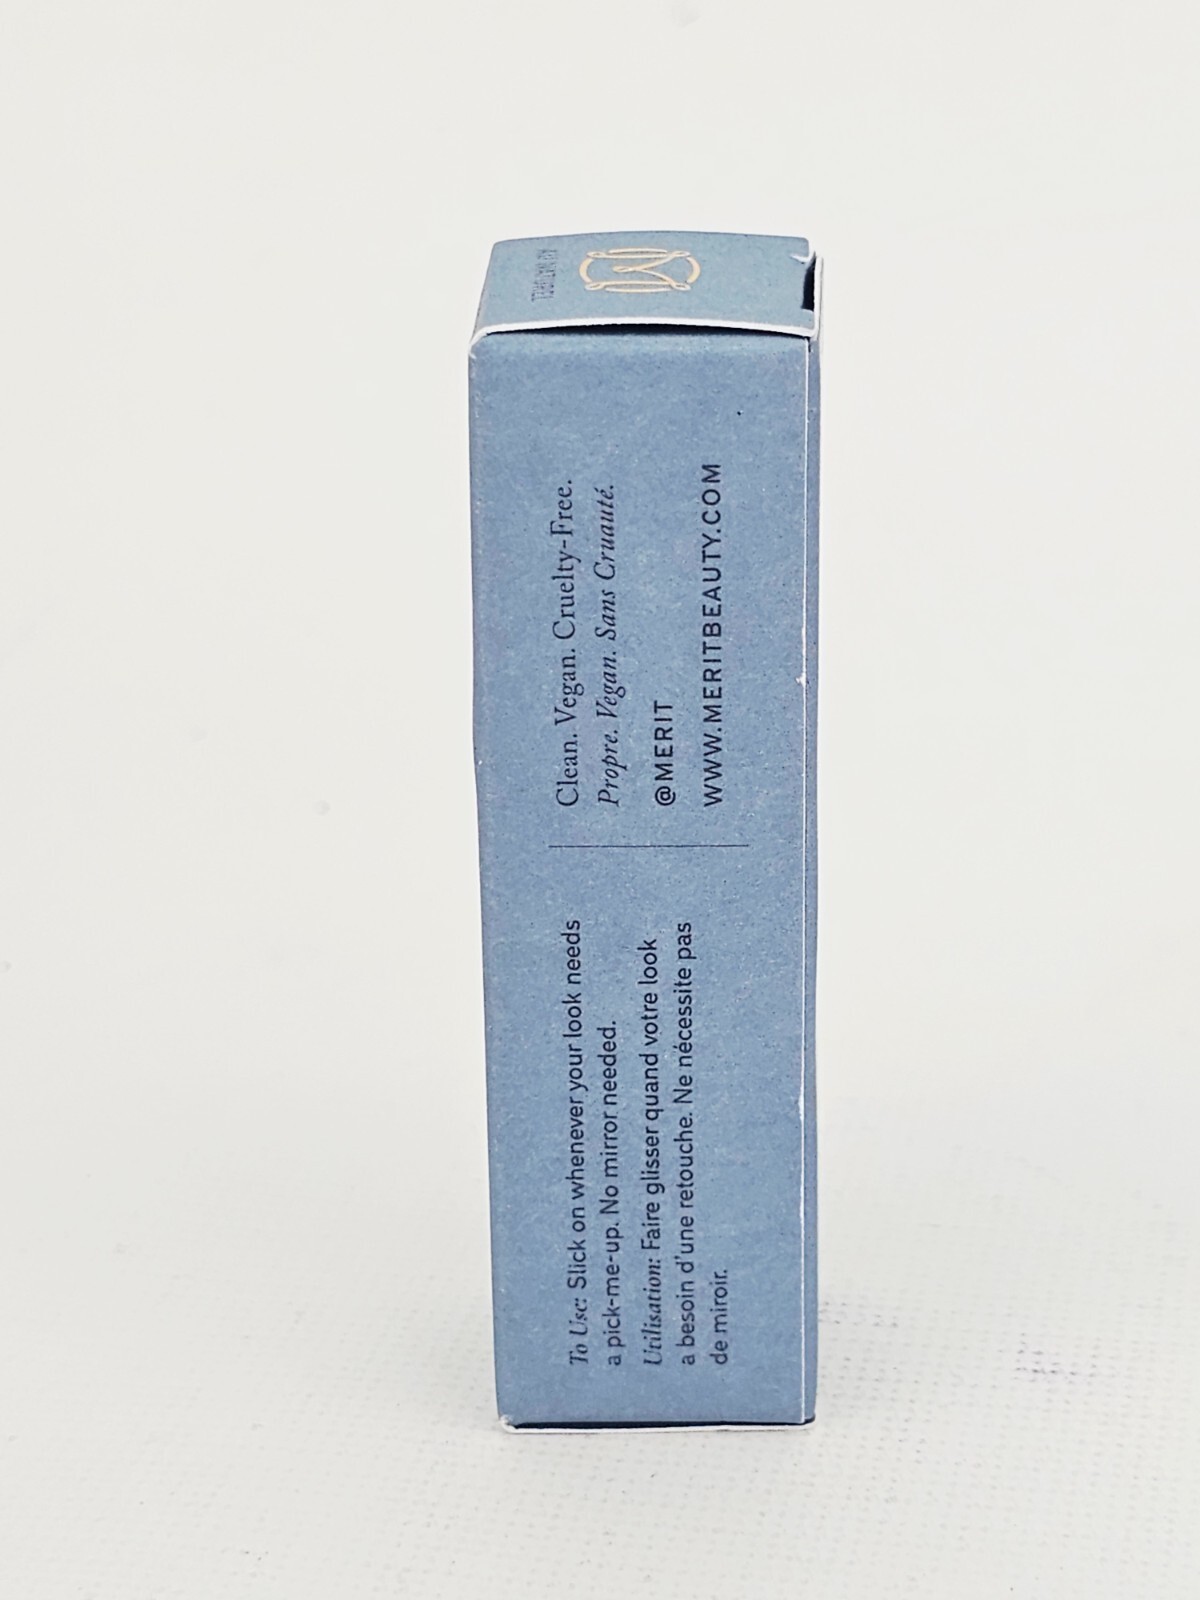 AU NATUREL
Clean. Vegan. Cruelty-Free.
Propre. Vegan. Sans Cruauté.
@MERIT
WWW.MERITBEAUTY.COM
To Use: Slick on whenever your look needs
a pick-me-up. No mirror needed.
Utilisation: Faire glisser quand votre look
a besoin d'une retouche. Ne nécessite pas
de miroir.